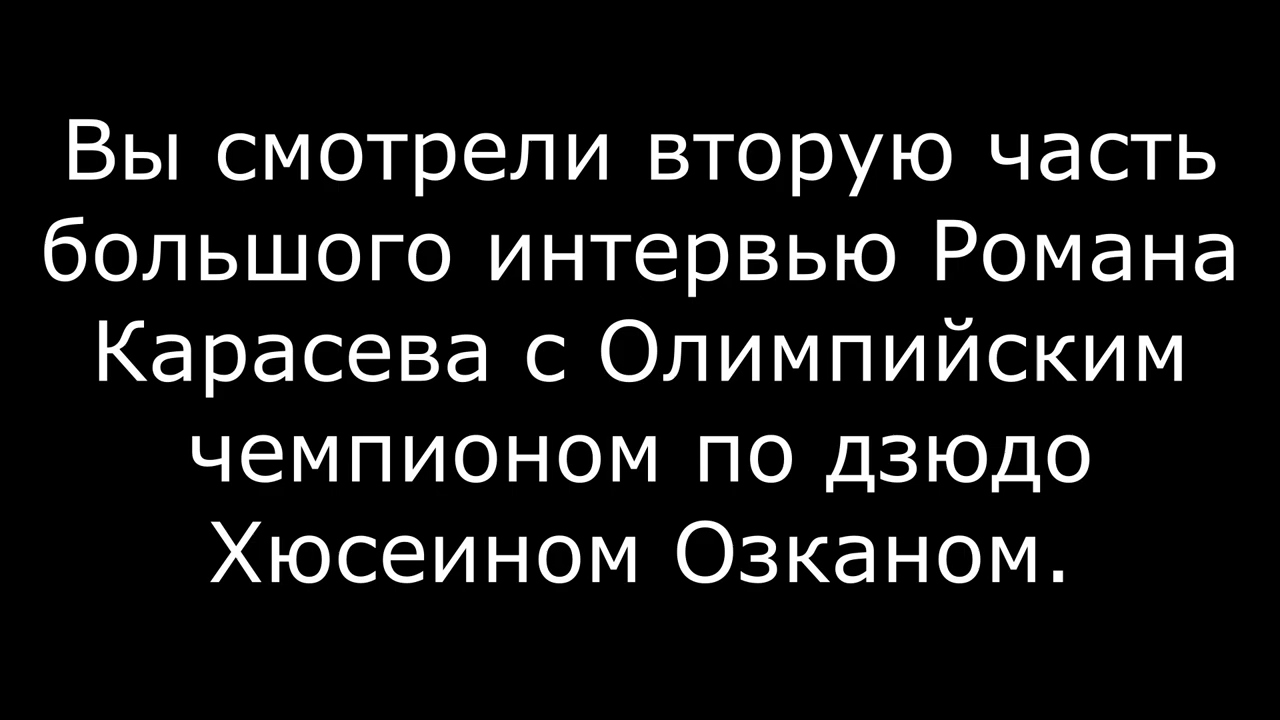 Вы смотрели вторую часть
большого интервью Романа
Карасева с Олимпийским
чемпионом по дзюдо
Хюсеином Озканом.